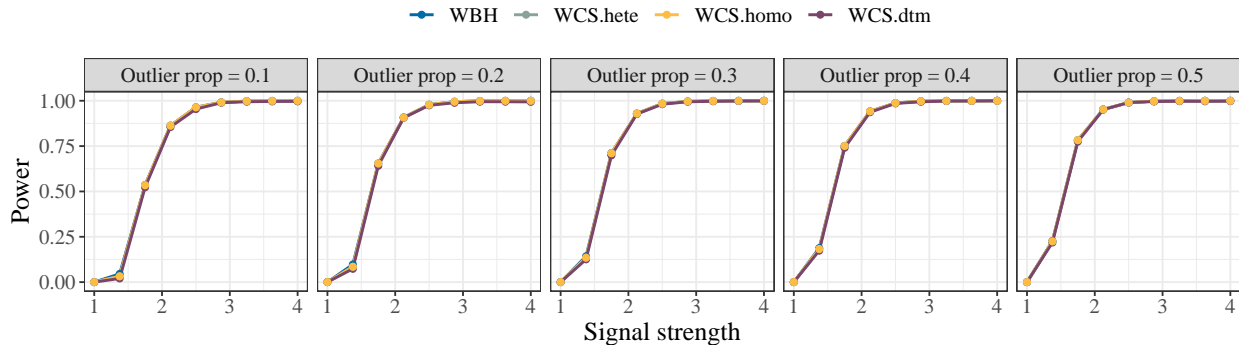 WBH WCS.hete WCS.homo WCS.dtm
Outlier prop = 0.1 Outlier prop = 0.2 Outlier prop = 0.3 Outlier prop = 0.4 Outlier prop = 0.5
1.00
0.75
0.50
0.25
0.00
Power
1 2 3 4 1 2 3 4 1 2 3 4 1 2 3 4 1 2 3 4
Signal strength